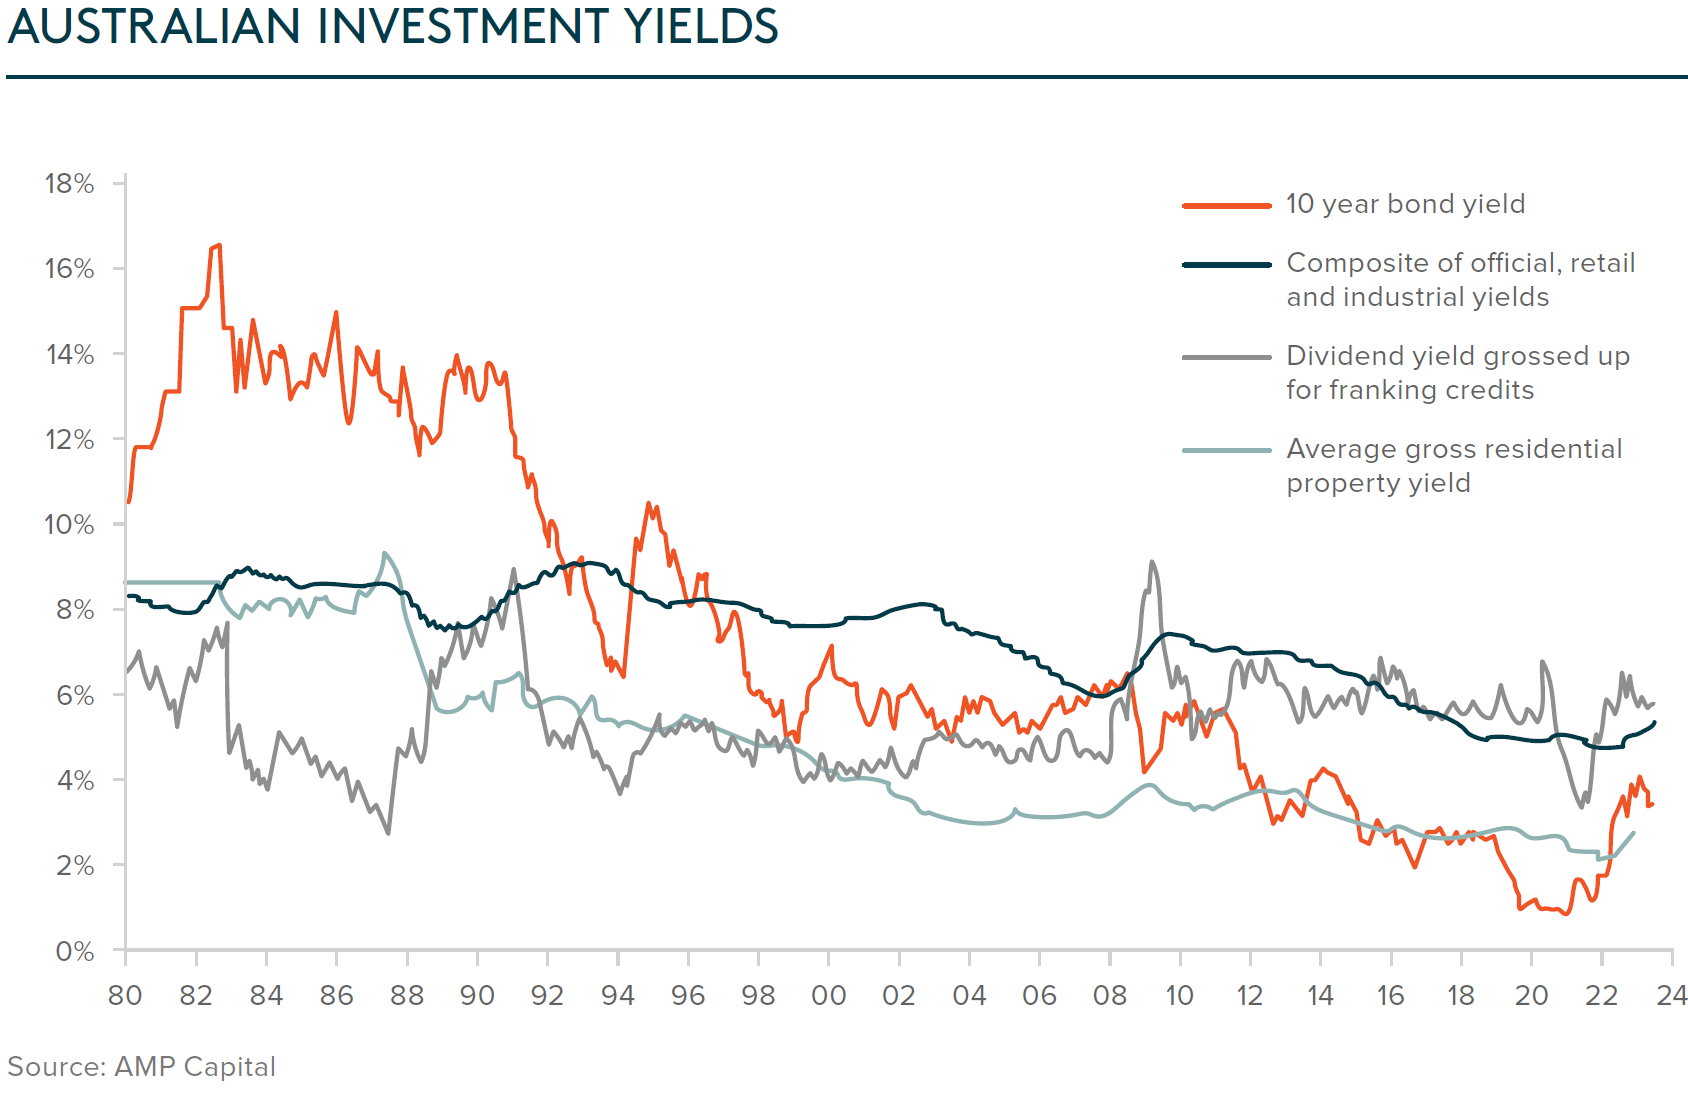 AUSTRALIAN INVESTMENT YIELDS
18%
16%
14%
12%
10%
8%
6%
4%
2%
0%
10 year bond yield
Composite of official, retail
and industrial yields
Dividend yield grossed up
for franking credits
Average gross residential
property yield
80 82 84 86 88 90 92 94 96 98 00 02 04 06 08 10 12 14 16 18 20 22 24
Source: AMP Capital